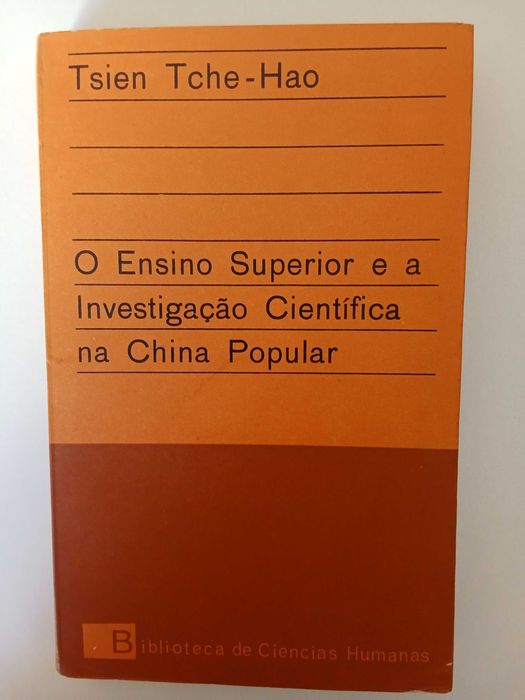 Tsien Tche-Hao
O Ensino Superior e a
Investigação Científica
na China Popular
Biblioteca de Ciencias Humanas